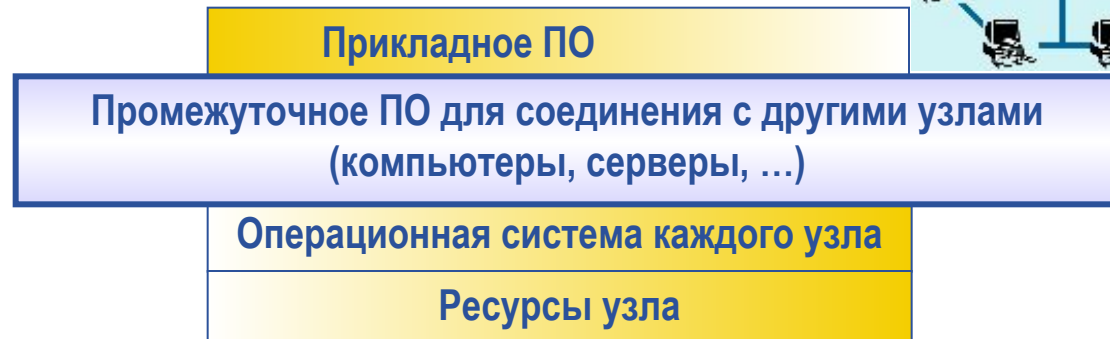 Прикладное ПО
Промежуточное ПО для соединения с другими узлами
(компьютеры, серверы, …)
Операционная система каждого узла
Ресурсы узла